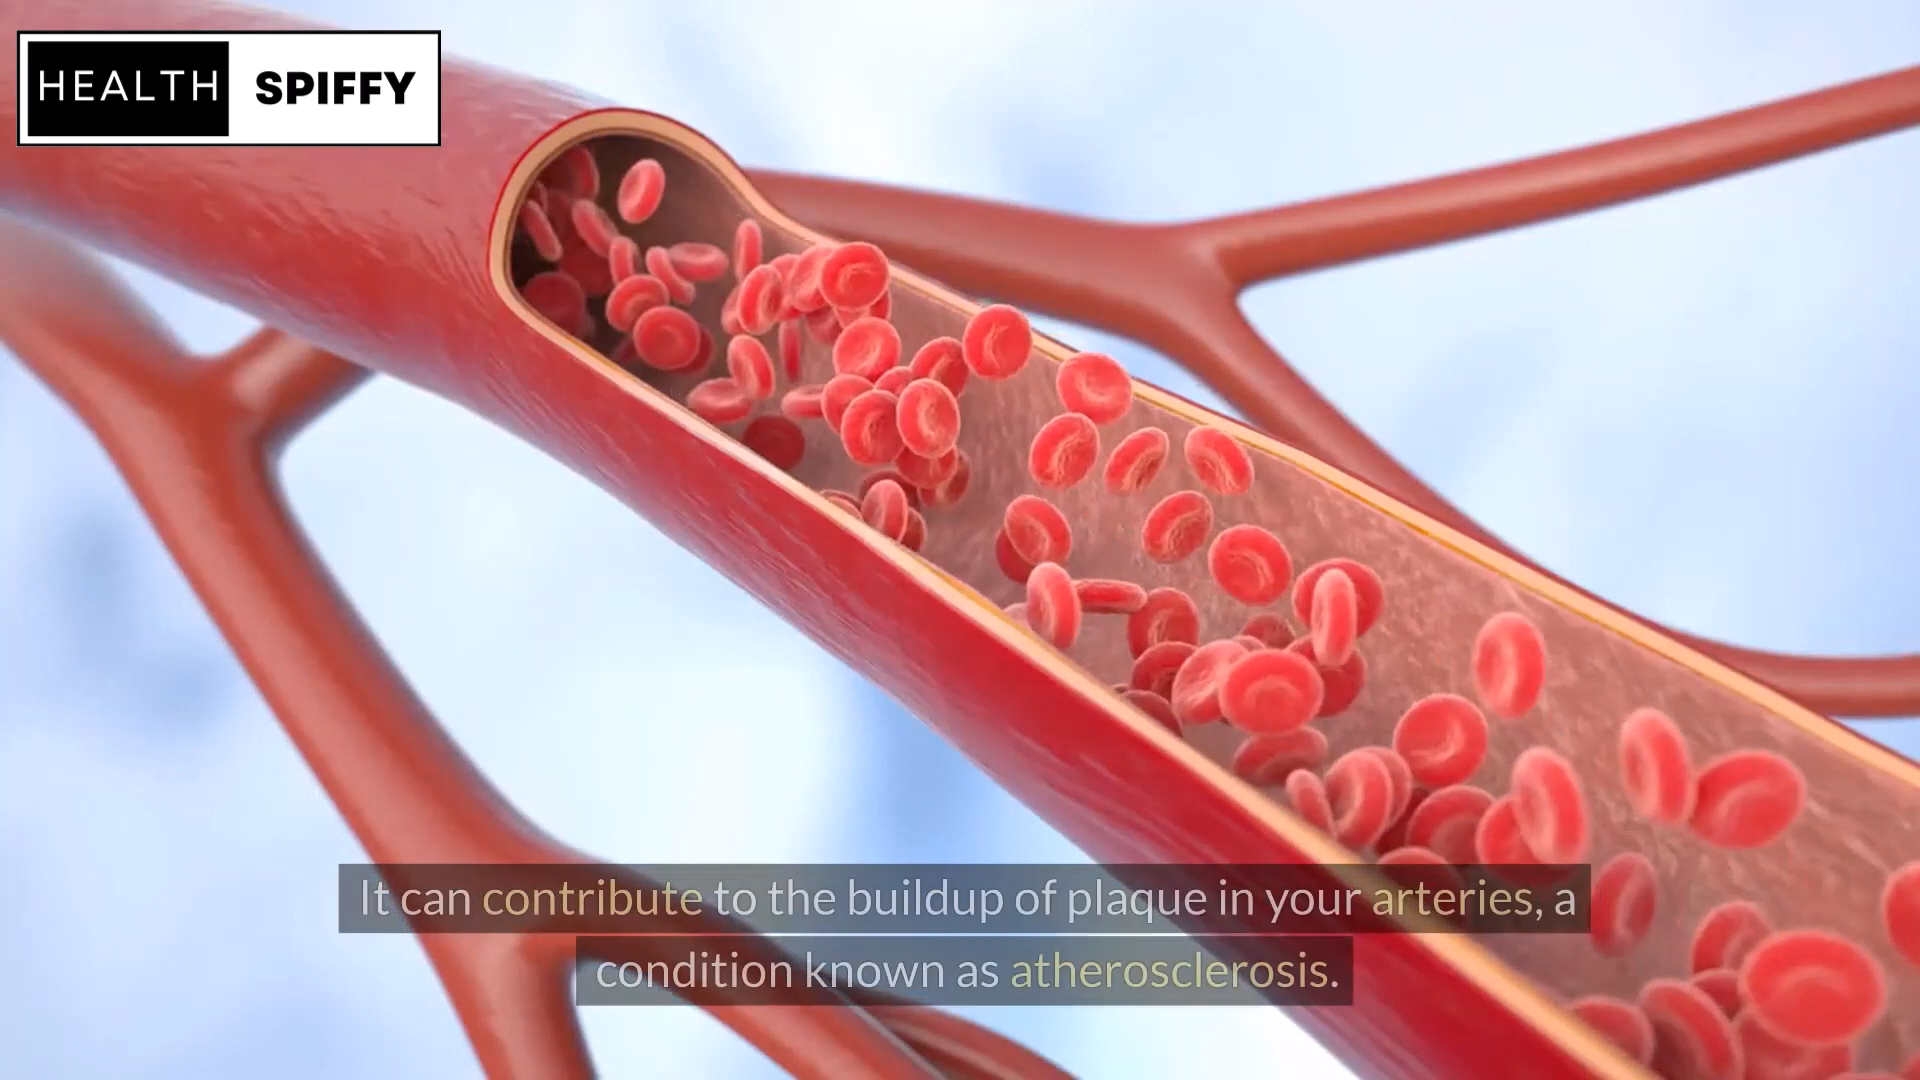 HEALTH SPIFFY
It can contribute to the buildup of plaque in your arteries, a
condition known as atherosclerosis.